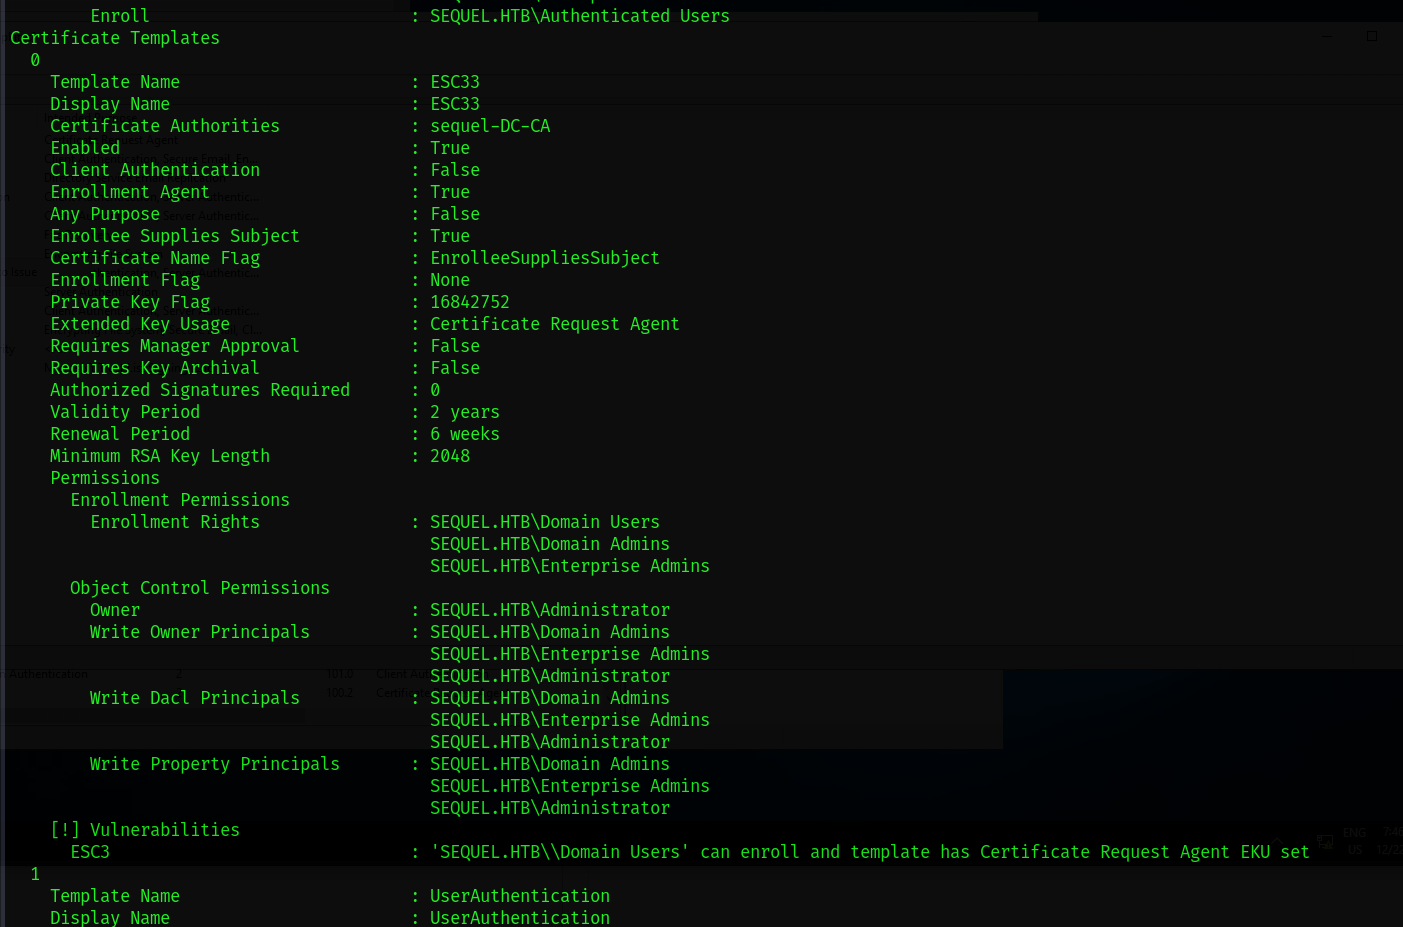 Enroll : SEQUEL.HTB\Authenticated Users
Certificate Templates
0
Template Name : ESC33
Display Name : ESC33
Certificate Authorities : sequel-DC-CA
Enabled : True
Client Authentication : False
Enrollment Agent : True
Any Purpose : False
Enrollee Supplies Subject : True
Certificate Name Flag : EnrolleeSuppliesSubject
Enrollment Flag : None
Private Key Flag : 16842752
Extended Key Usage : Certificate Request Agent
Requires Manager Approval : False
Requires Key Archival : False
Authorized Signatures Required : 0
Validity Period : 2 years
Renewal Period : 6 weeks
Minimum RSA Key Length : 2048
Permissions
Enrollment Permissions
Enrollment Rights : SEQUEL.HTB\Domain Users
SEQUEL.HTB\Domain Admins
SEQUEL.HTB\Enterprise Admins
Object Control Permissions
Owner : SEQUEL.HTB\Administrator
Write Owner Principals : SEQUEL.HTB\Domain Admins
SEQUEL.HTB\Enterprise Admins
SEQUEL.HTB\Administrator
Write Dacl Principals : SEQUEL.HTB\Domain Admins
SEQUEL.HTB\Enterprise Admins
SEQUEL.HTB\Administrator
Write Property Principals : SEQUEL.HTB\Domain Admins
SEQUEL.HTB\Enterprise Admins
SEQUEL.HTB\Administrator
[!] Vulnerabilities
ESC3 : 'SEQUEL.HTB\\Domain Users' can enroll and template has Certificate Request Agent EKU set
1
Template Name : UserAuthentication
Display Name : UserAuthentication
ENG
US